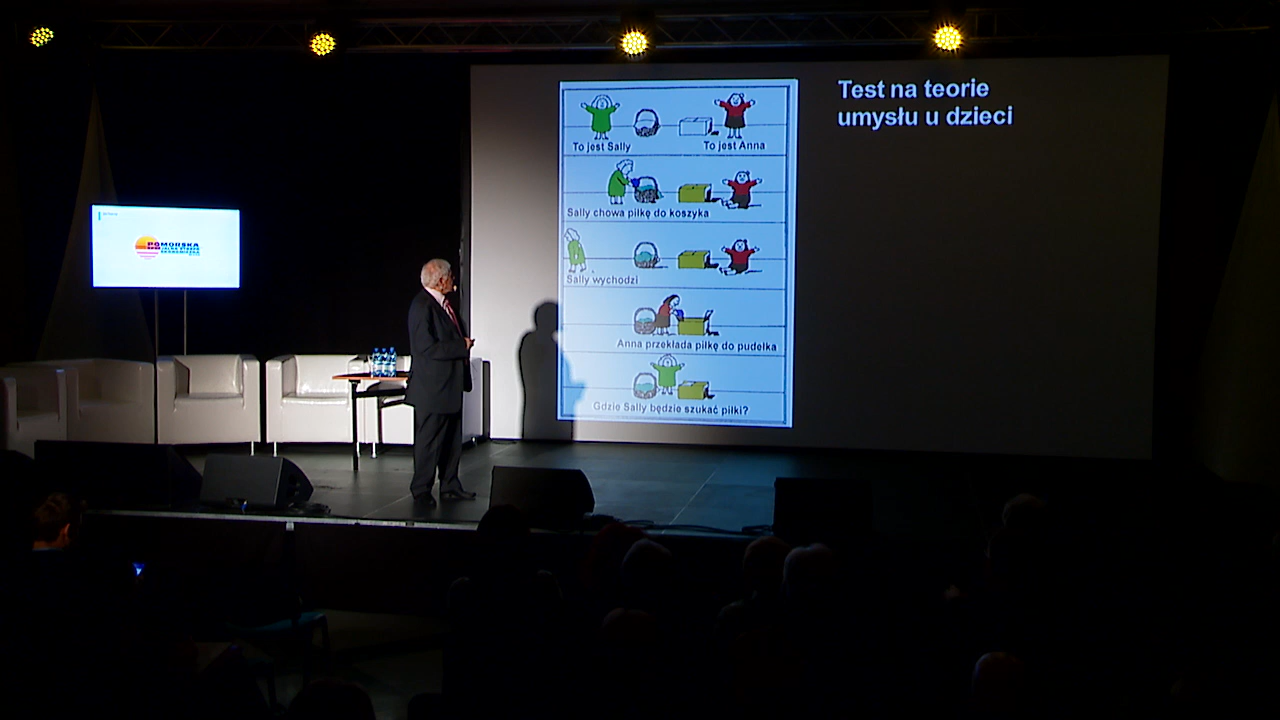 Test na teorie
umysłu u dzieci
To jest Sally
To jest Anna
Sally chowa piłkę do koszyka
Sally wychodzi
Anna przekłada piłkę do pudełka
Gdzie Sally będzie szukać piłki?
POMORSKA